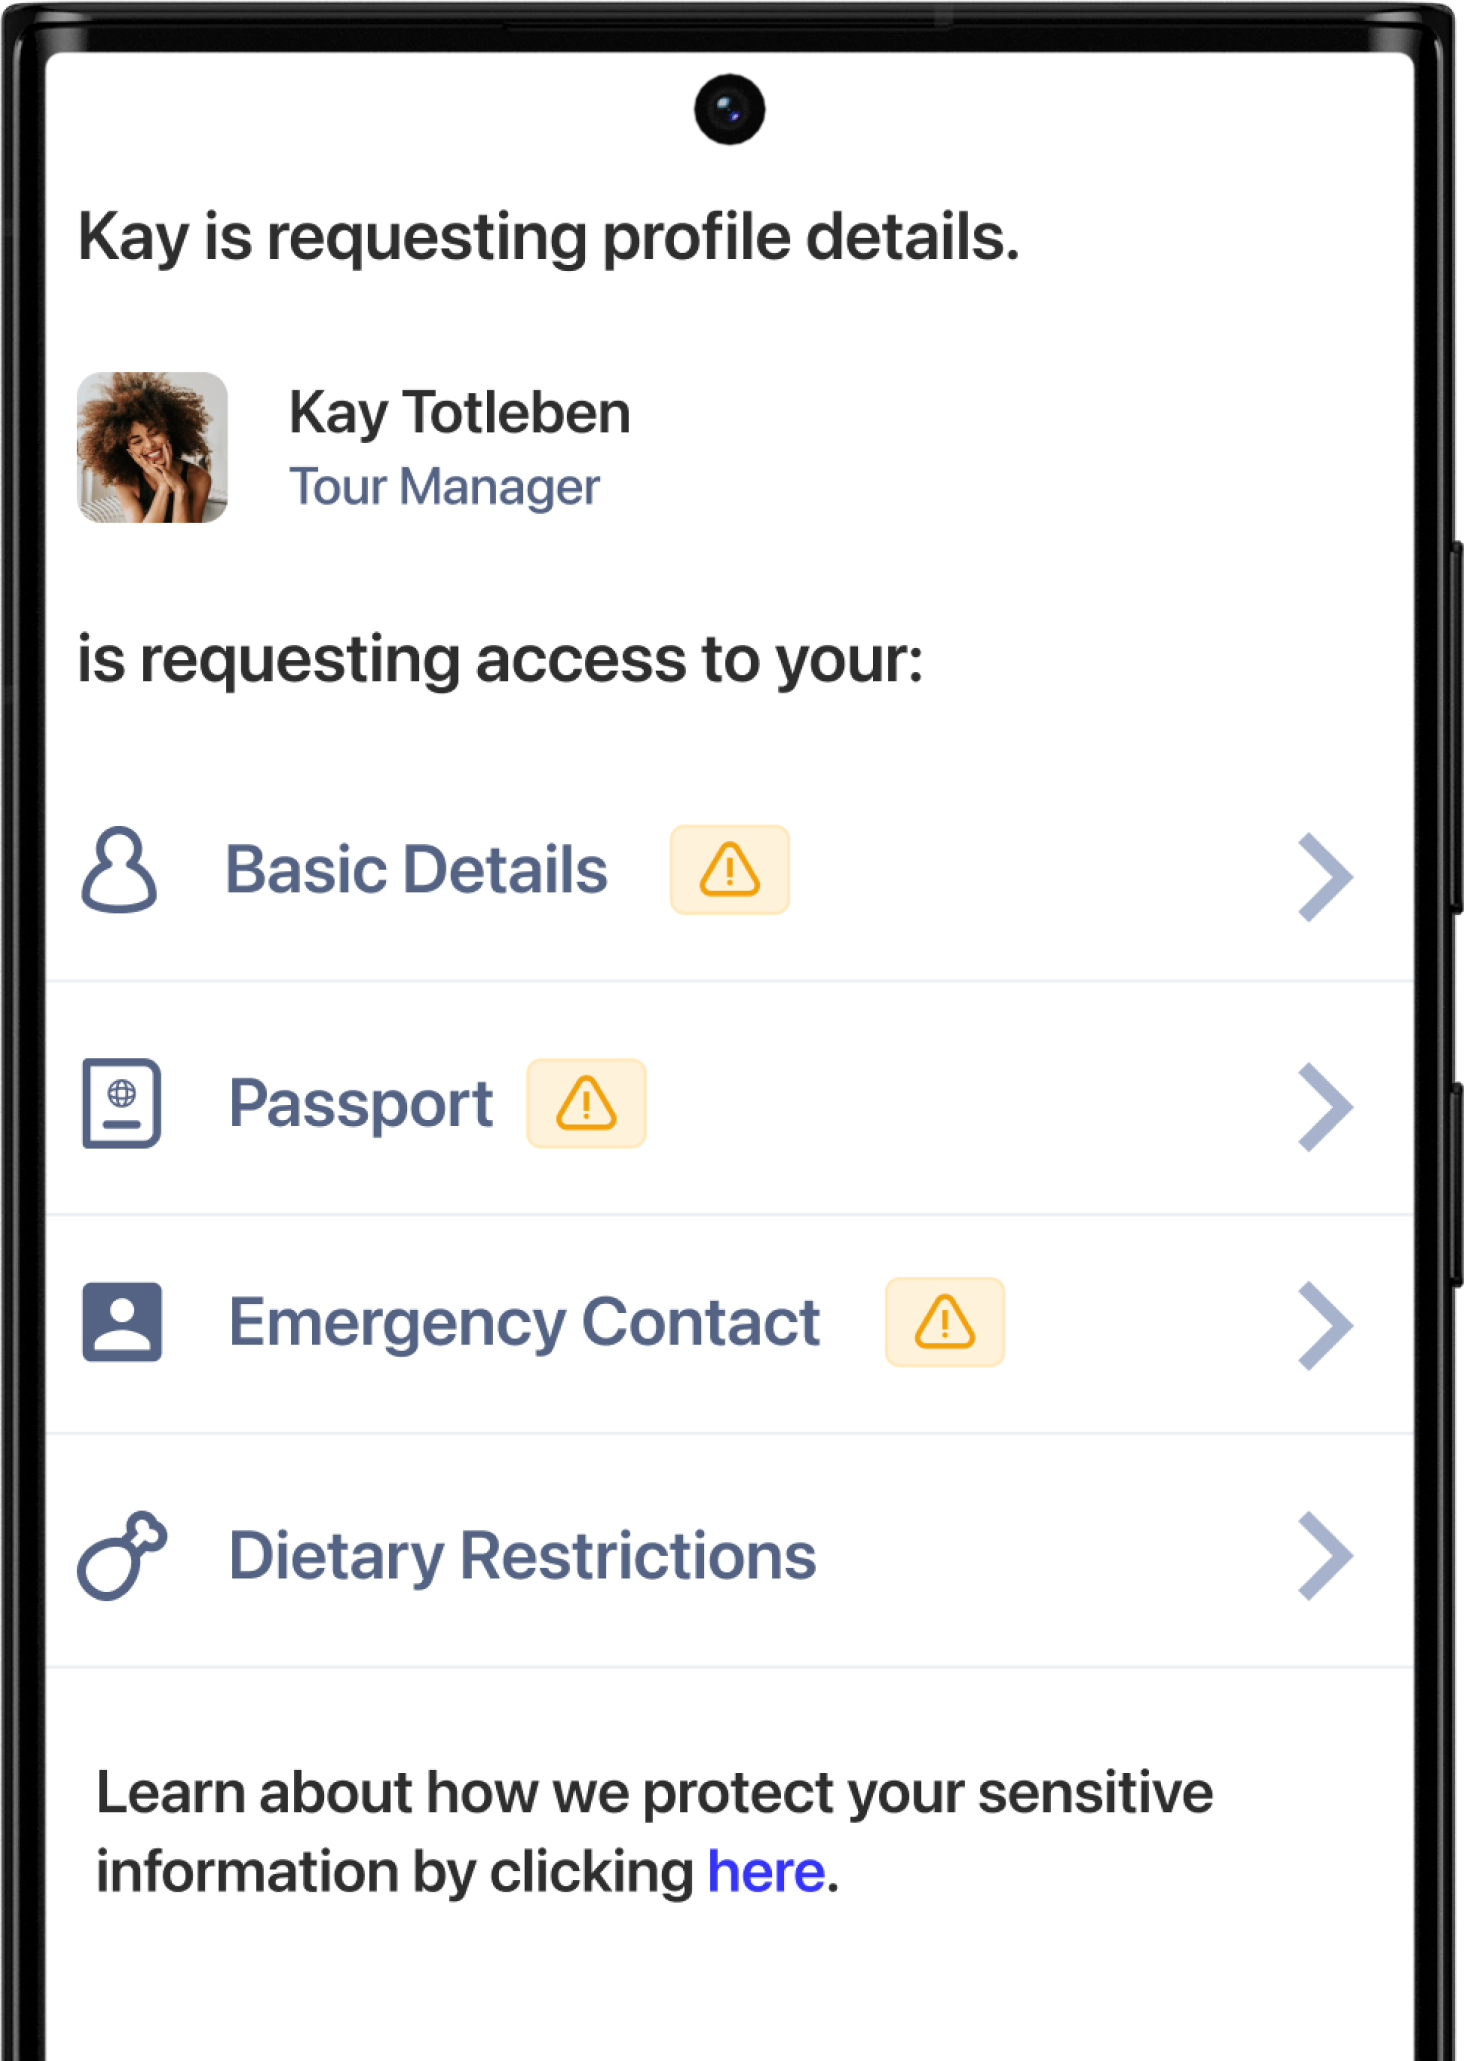 Kay is requesting profile details.
Kay Totleben
Tour Manager
is requesting access to your:
Basic Details
Passport
Emergency Contact
Dietary Restrictions
Learn about how we protect your sensitive
information by clicking here.